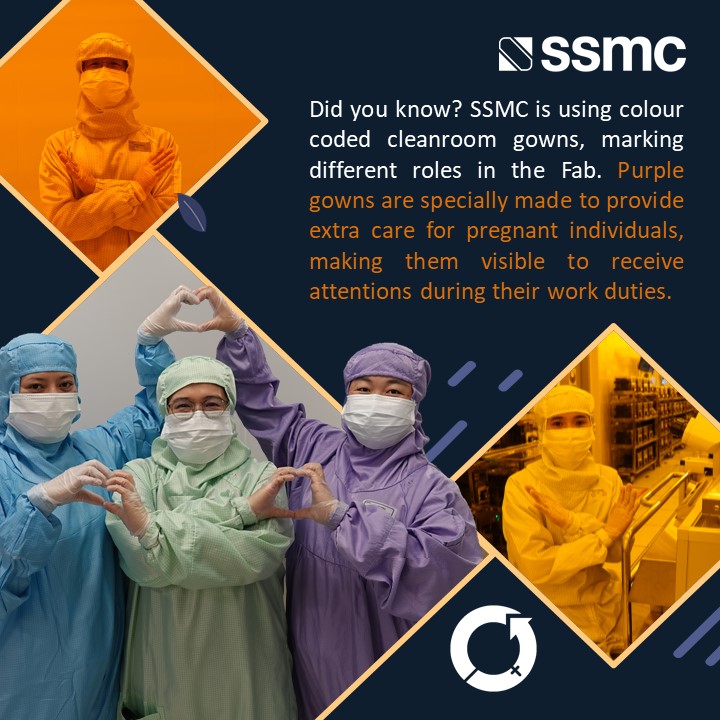 ssmc
Did you know? SSMC is using colour
coded cleanroom gowns, marking
different roles in the Fab. Purple
gowns are specially made to provide
extra care for pregnant individuals,
making them visible to receive
attentions during their work duties.